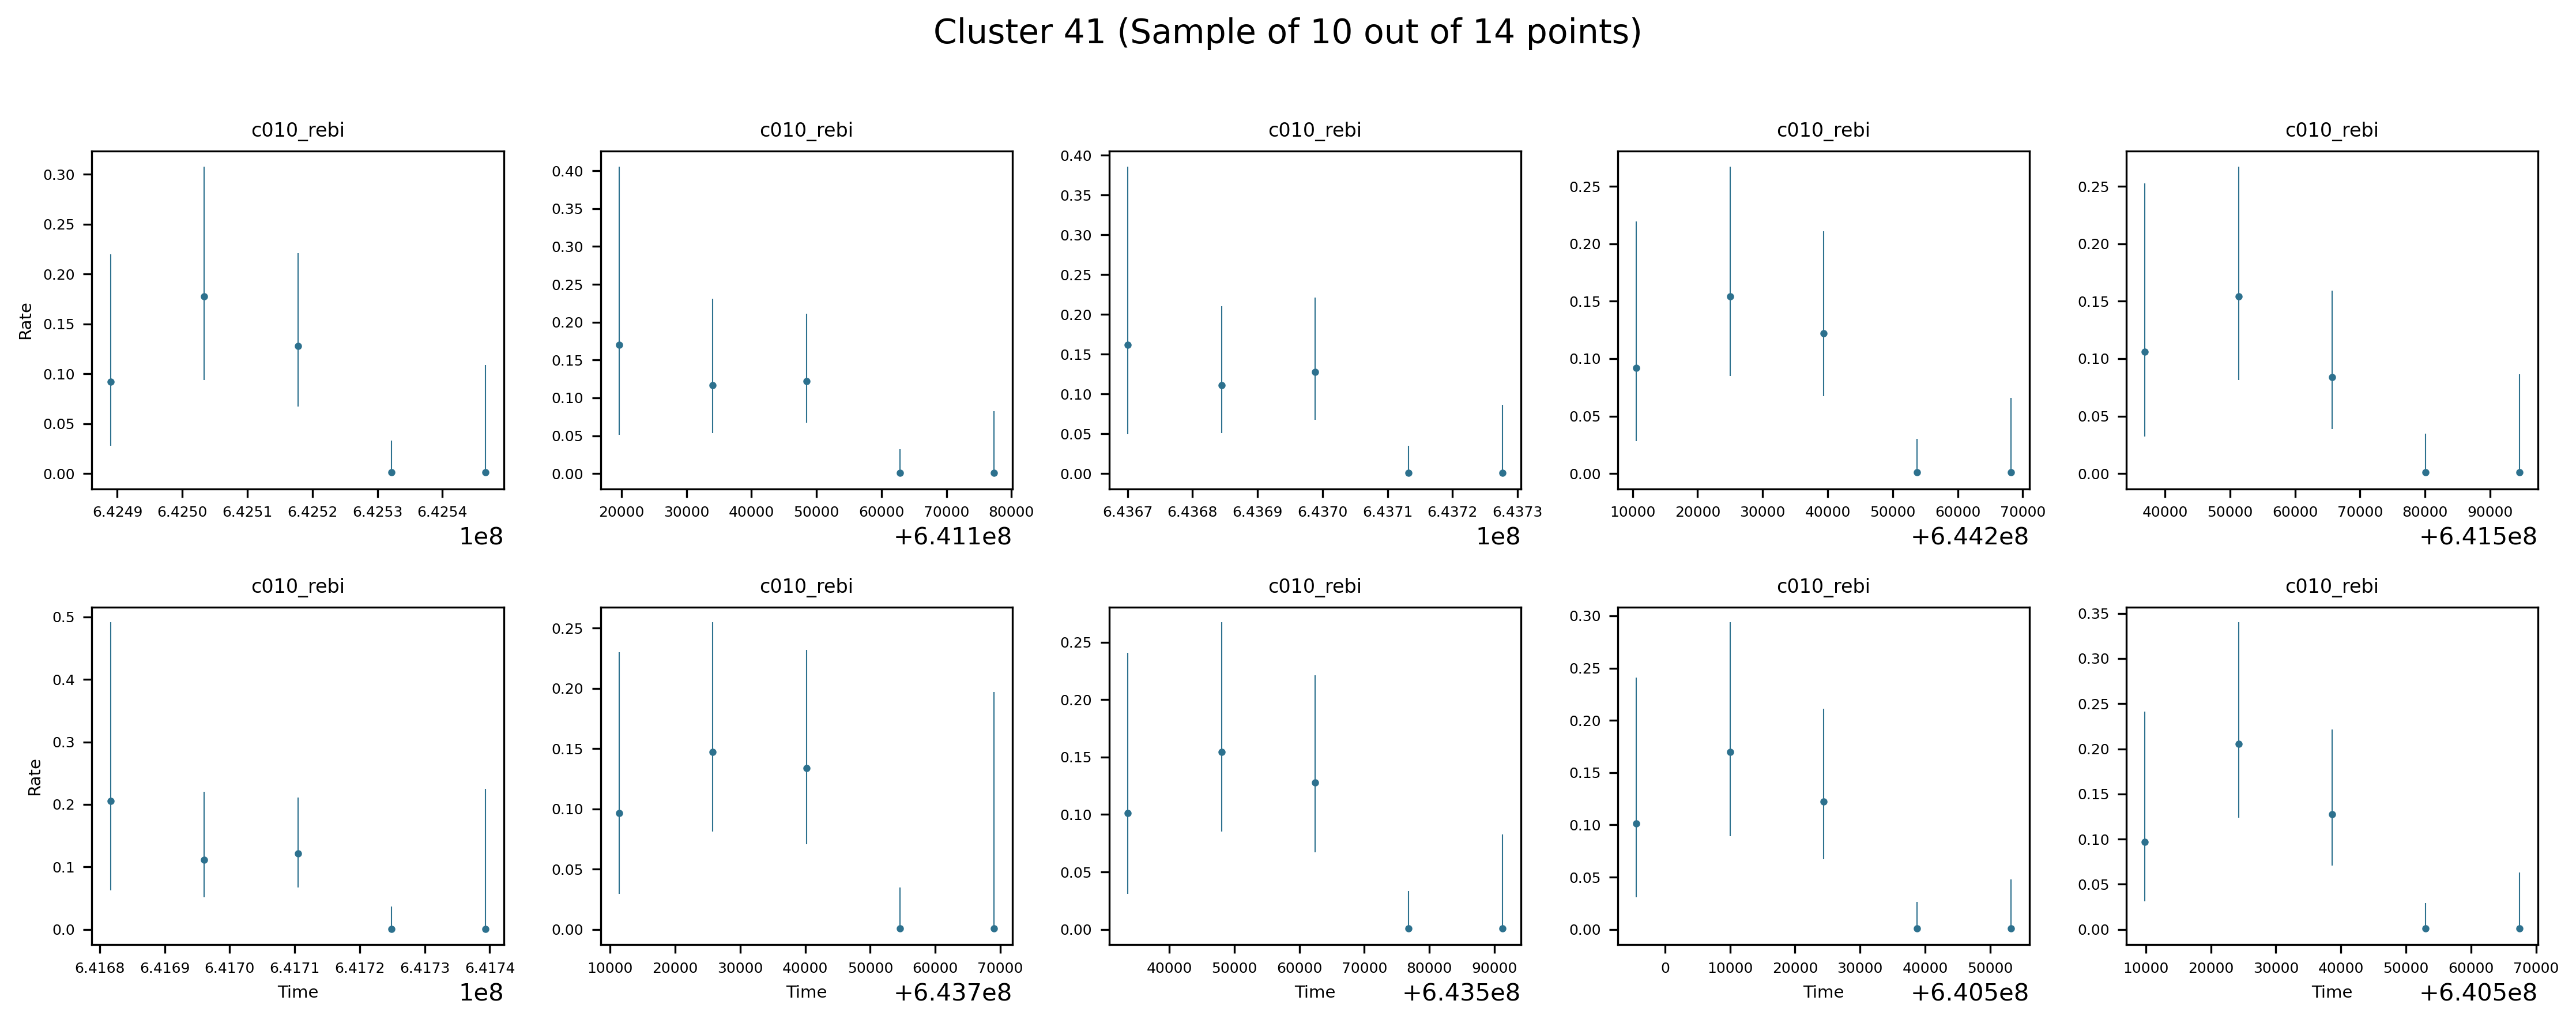 Cluster 41 (Sample of 10 out of 14 points)
c010_rebi c010_rebi c010_rebi c010_rebi c010_rebi
Rate
0.30
0.25
0.20
0.15
0.10
0.05
0.00
6.4249 6.4250 6.4251 6.4252 6.4253 6.4254
1e8
0.40
0.35
0.30
0.25
0.20
0.15
0.10
0.05
0.00
20000 30000 40000 50000 60000 70000 80000
+6.411e8
0.40
0.35
0.30
0.25
0.20
0.15
0.10
0.05
0.00
6.4367 6.4368 6.4369 6.4370 6.4371 6.4372 6.4373
1e8
0.25
0.20
0.15
0.10
0.05
0.00
10000 20000 30000 40000 50000 60000 70000
+6.442e8
0.25
0.20
0.15
0.10
0.05
0.00
40000 50000 60000 70000 80000 90000
+6.415e8
c010_rebi c010_rebi c010_rebi c010_rebi c010_rebi
Rate
0.5
0.4
0.3
0.2
0.1
0.0
6.4168 6.4169 6.4170 6.4171 6.4172 6.4173 6.4174
Time 1e8
0.25
0.20
0.15
0.10
0.05
0.00
10000 20000 30000 40000 50000 60000 70000
Time +6.437e8
0.25
0.20
0.15
0.10
0.05
0.00
40000 50000 60000 70000 80000 90000
Time +6.435e8
0.30
0.25
0.20
0.15
0.10
0.05
0.00
0 10000 20000 30000 40000 50000
Time +6.405e8
0.35
0.30
0.25
0.20
0.15
0.10
0.05
0.00
10000 20000 30000 40000 50000 60000 70000
Time +6.405e8